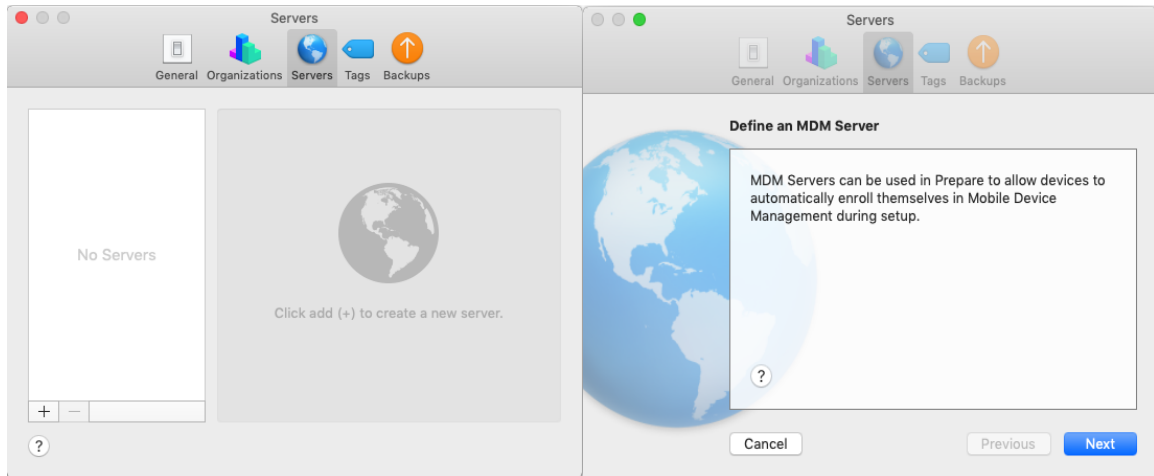 Servers
General Organizations Servers Tags Backups
No Servers
Click add (+) to create a new server.
+ −
?
Servers
General Organizations Servers Tags Backups
Define an MDM Server
MDM Servers can be used in Prepare to allow devices to
automatically enroll themselves in Mobile Device
Management during setup.
?
Cancel Previous Next